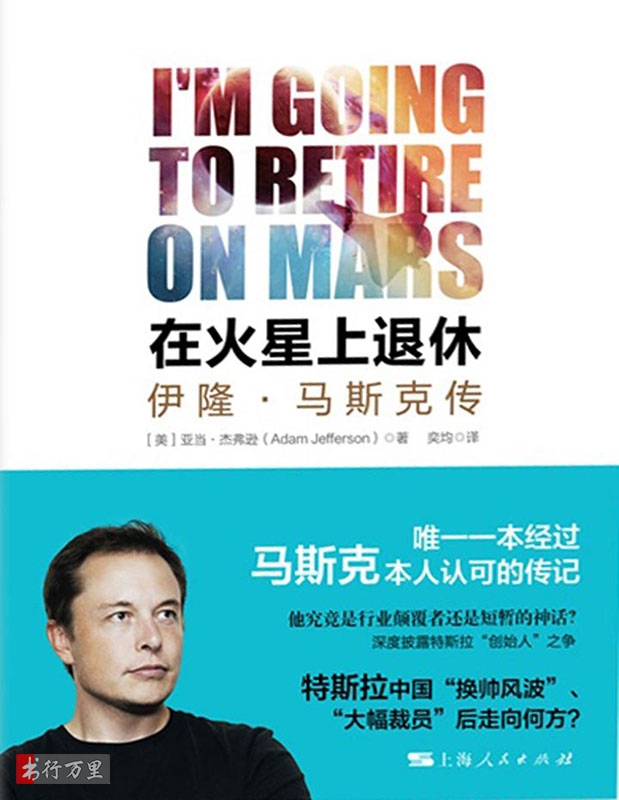 I'M GOING
TO RETIRE
ON MARS
在火星上退休
伊隆·马斯克传
[美] 亚当·杰弗逊（Adam Jefferson）◎著 奕均◎译
唯一一本经过
马斯克本人认可的传记
他究竟是行业颠覆者还是短暂的神话？
深度披露特斯拉“创始人”之争
特斯拉中国“换帅风波”、
“大幅裁员”后走向何方？
上海人民出版社
书行万里